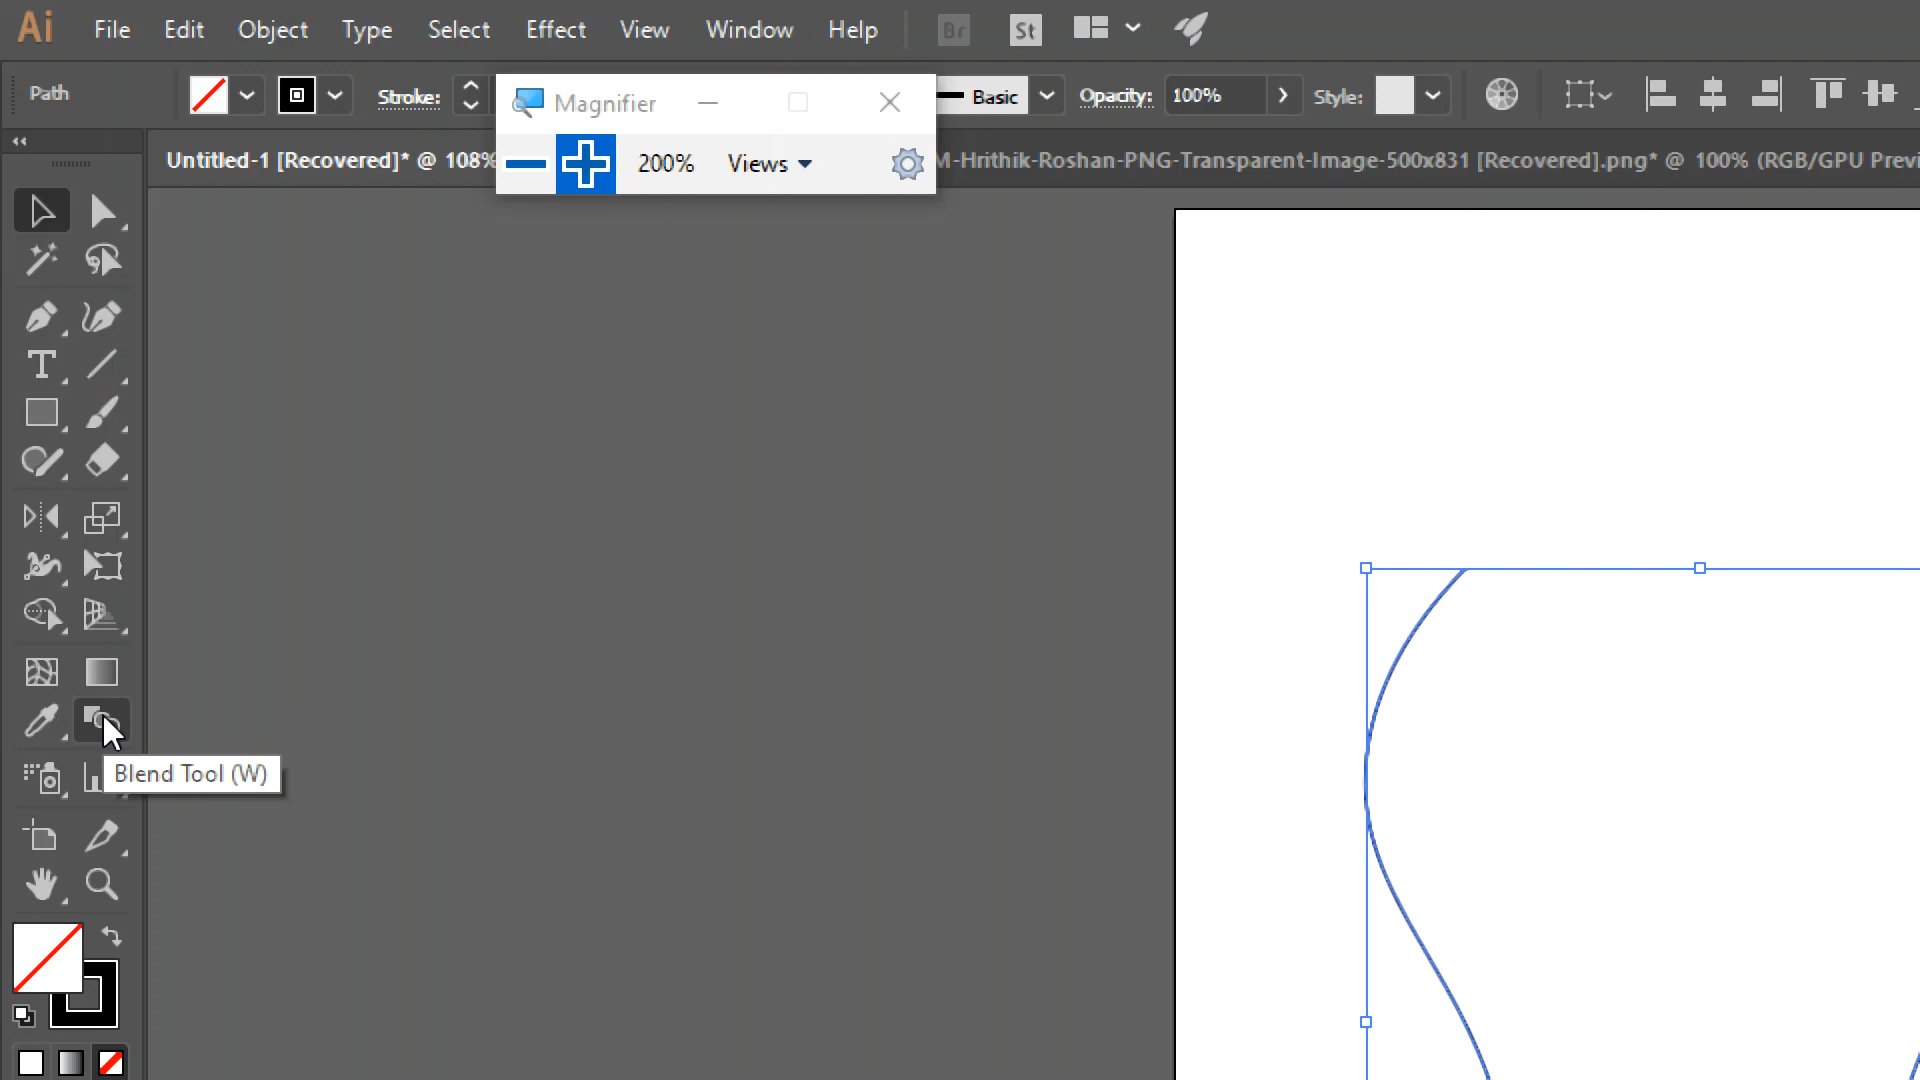 Ai File Edit Object Type Select Effect View Window Help Br St
Path Stroke: Magnifier Basic Opacity: 100% Style:
Untitled-1 [Recovered]* @ 108% 200% Views M-Hrithik-Roshan-PNG-Transparent-Image-500x831 [Recovered].png* @ 100% (RGB/GPU Previ
T
Blend Tool (W)